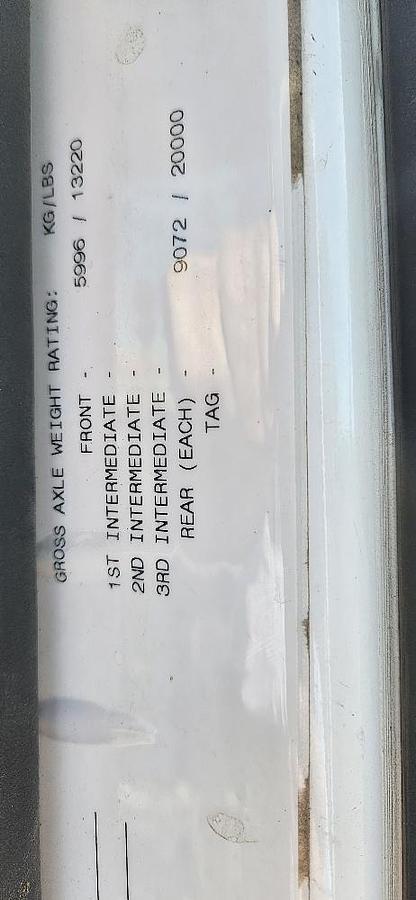 GROSS AXLE WEIGHT RATING: KG/LBS
FRONT - 5996 / 13220
1ST INTERMEDIATE -
2ND INTERMEDIATE -
3RD INTERMEDIATE -
REAR (EACH) - 9072 / 20000
TAG -